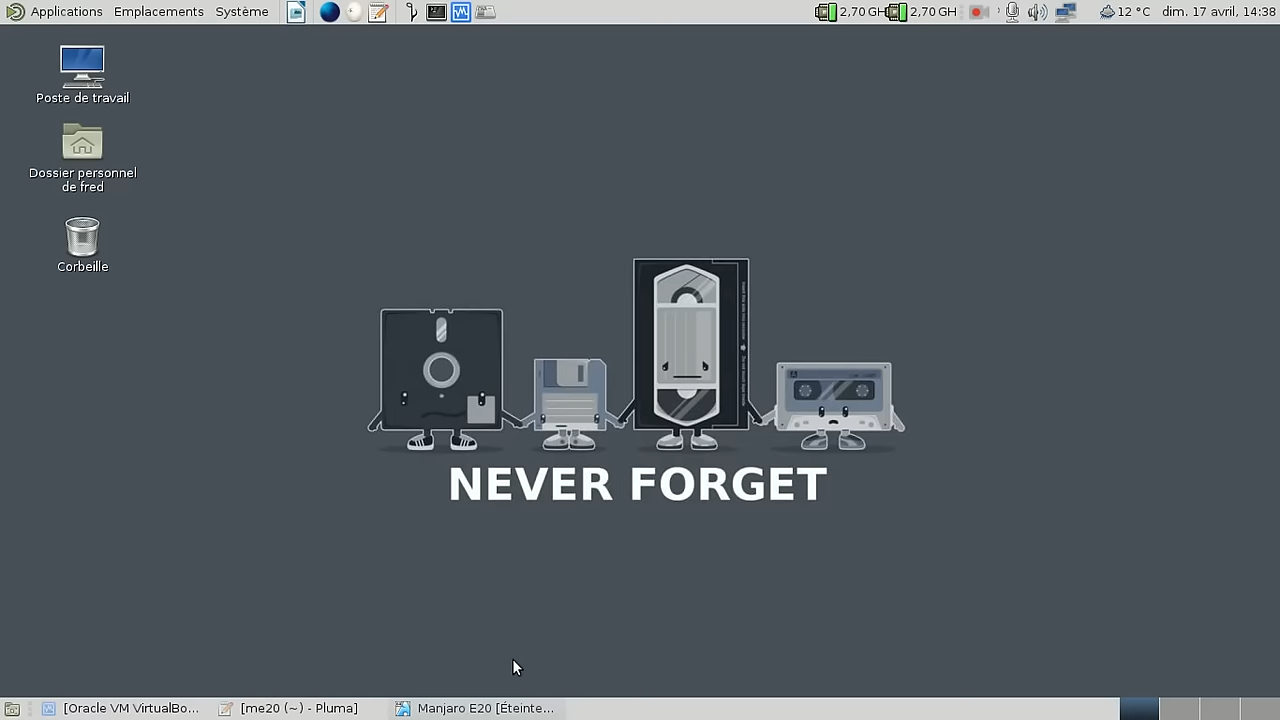 Applications Emplacements Système 2,70 GH 2,70 GH 12 °C dim. 17 avril, 14:38
Poste de travail
Dossier personnel
de fred
Corbeille
NEVER FORGET
[Oracle VM VirtualBo... [me20 (~) - Pluma] Manjaro E20 [Éteinte...